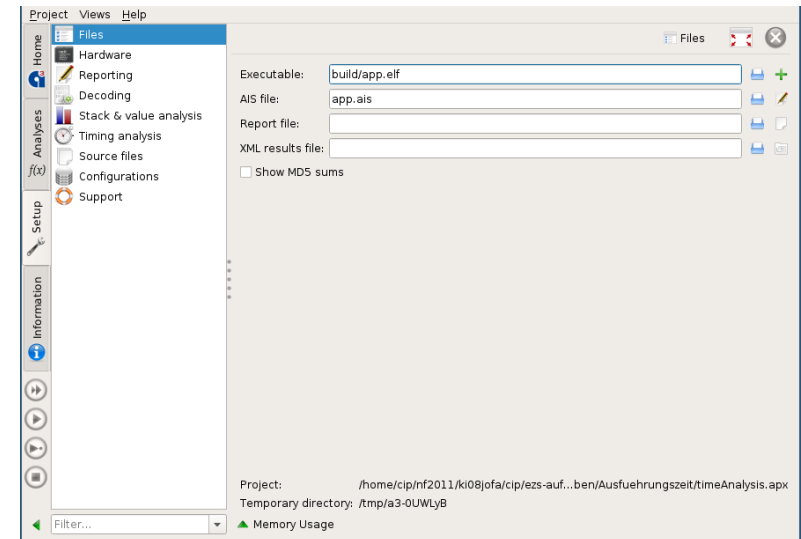 Project Views Help
Home
Analyses
f(x)
Setup
Information
Files
Hardware
Reporting
Decoding
Stack & value analysis
Timing analysis
Source files
Configurations
Support
Filter...
Files
Executable: build/app.elf
AIS file: app.ais
Report file:
XML results file:
Show MD5 sums
Project: /home/cip/nf2011/ki08jofa/cip/ezs-auf...ben/Ausfuehrungszeit/timeAnalysis.apx
Temporary directory: /tmp/a3-0UWLyB
Memory Usage